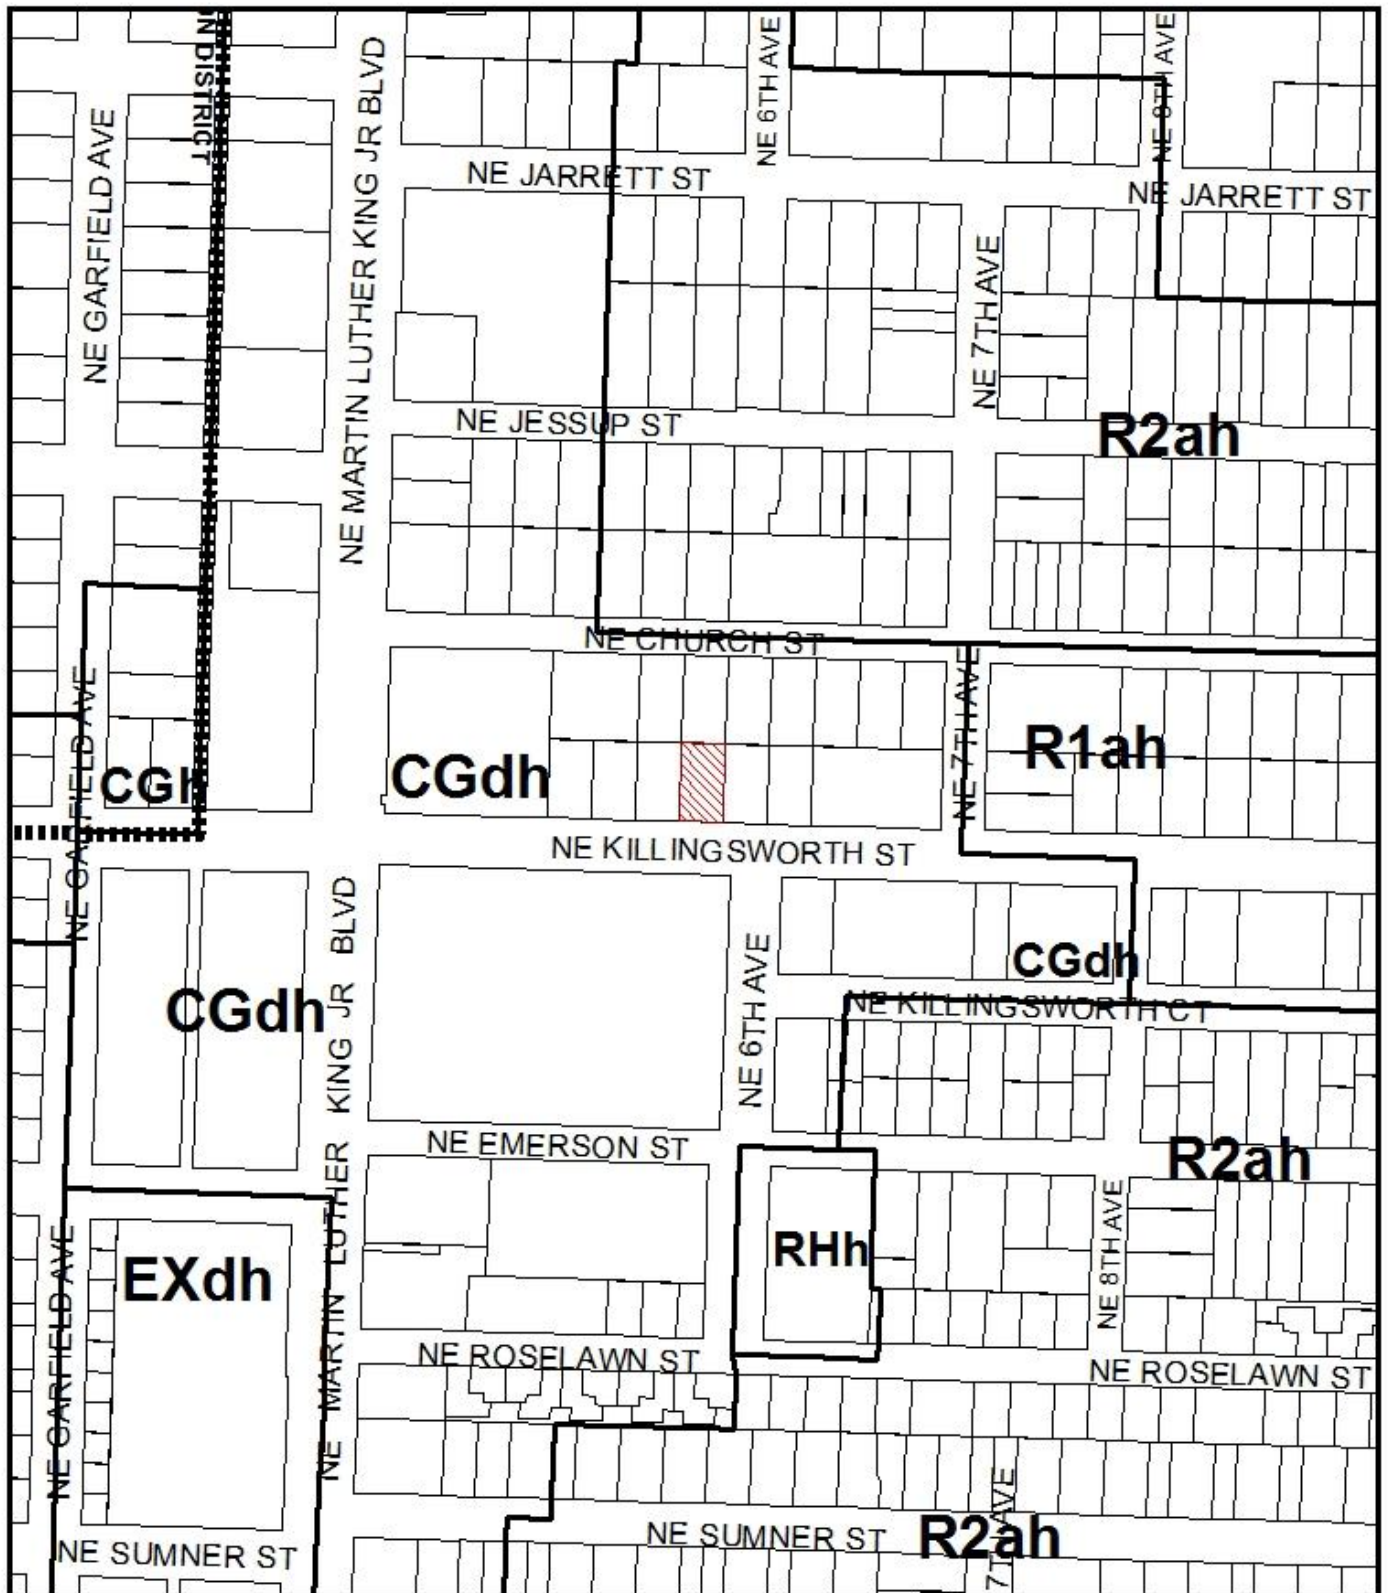 N DISTRICT
NE GARFIELD AVE
NE MARTIN LUTHER KING JR BLVD
NE 6TH AVE
NE 8TH AVE
NE JARRETT ST
NE JARRETT ST
NE 7TH AVE
NE JESSUP ST
R2ah
NE CHURCH ST
NE GARFIELD AVE
CGh
CGdh
NE 7TH AVE
R1ah
NE KILLINGSWORTH ST
CGdh
NE MARTIN LUTHER KING JR BLVD
NE 6TH AVE
CGdh
NE KILLINGSWORTH CT
NE EMERSON ST
R2ah
NE GARFIELD AVE
EXdh
RHh
NE 8TH AVE
NE ROSELAWN ST
NE ROSELAWN ST
NE SUMNER ST
NE SUMNER ST
R2ah
7TH AVE